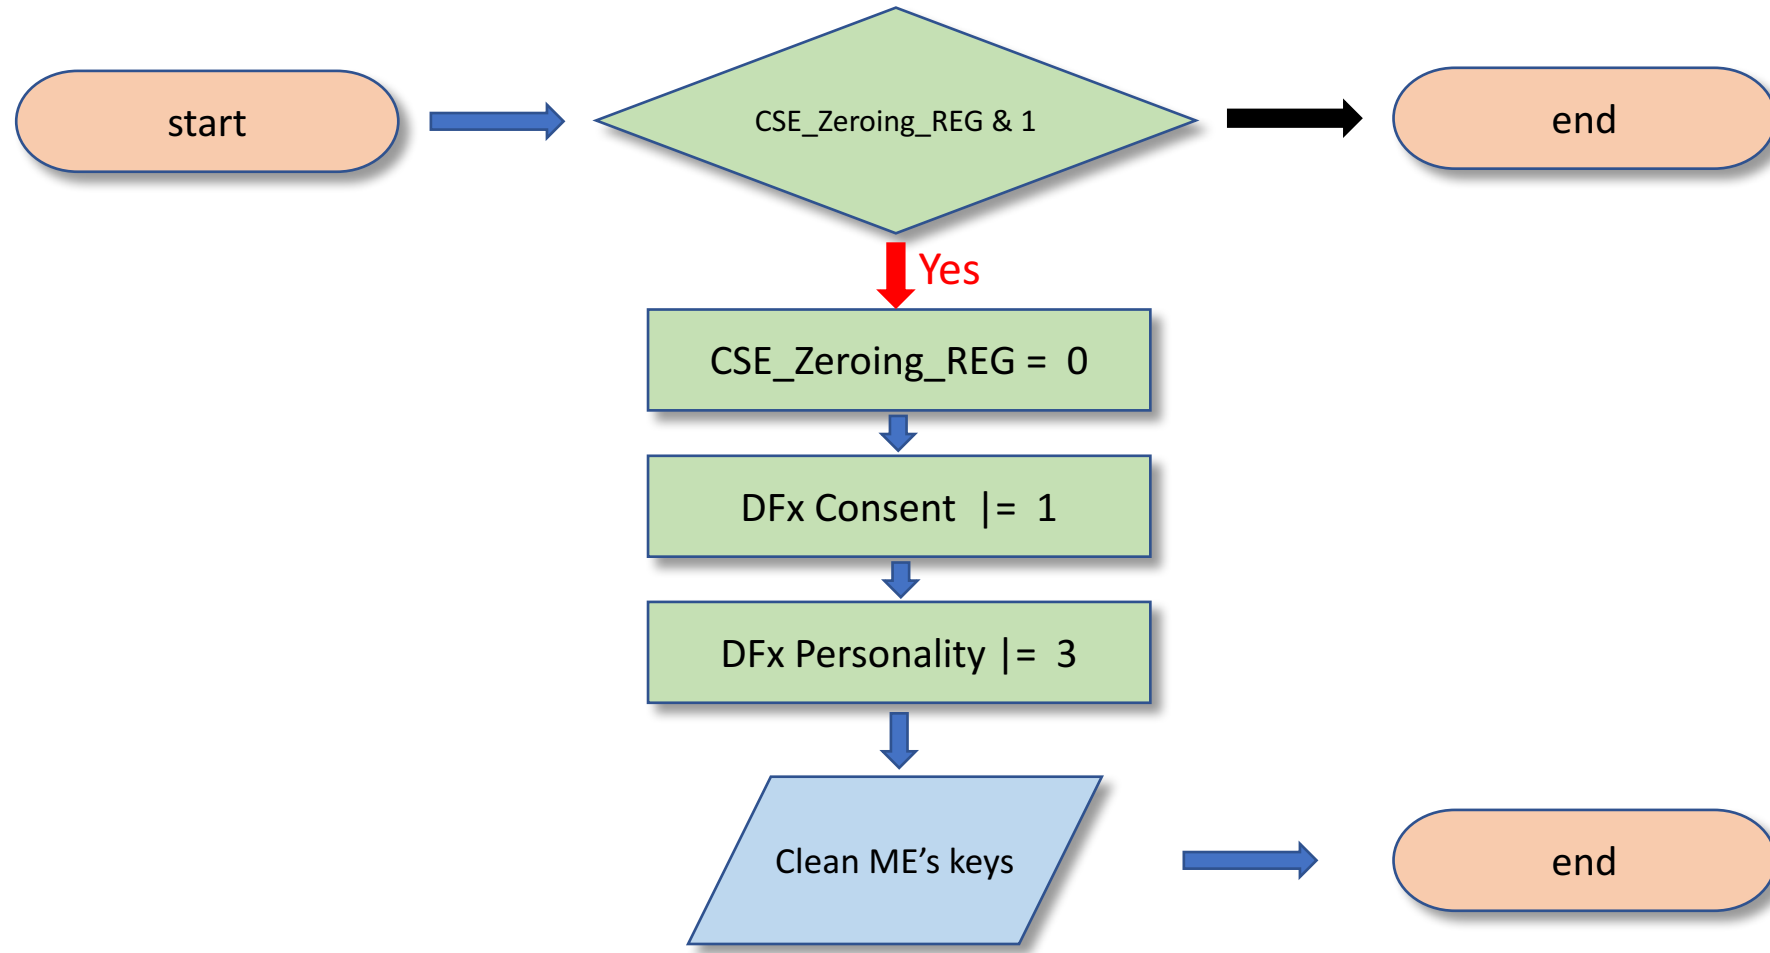 start
CSE_Zeroing_REG & 1
end
Yes
CSE_Zeroing_REG = 0
DFx Consent |= 1
DFx Personality |= 3
Clean ME’s keys
end